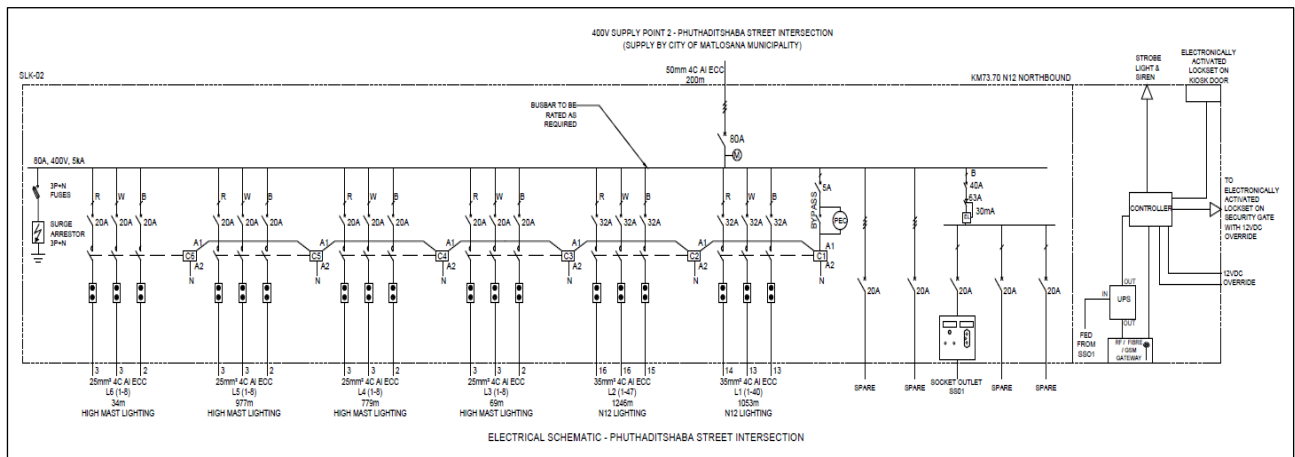 400V SUPPLY POINT 2 - PHUTHADITSHABA STREET INTERSECTION
(SUPPLY BY CITY OF MATLOSANA MUNICIPALITY)
SLK-02
50mm 4C Al ECC
200m
KM73.70 N12 NORTHBOUND
STROBE
LIGHT &
SIREN
ELECTRONICALLY
ACTIVATED
LOCKSET ON
KIOSK DOOR
BUSBAR TO BE
RATED AS
REQUIRED
80A
M
80A, 400V, 5kA
3P+N
FUSES
SURGE
ARRESTOR
3P+N
R W B
20A 20A 20A
R W B
20A 20A 20A
R W B
20A 20A 20A
R W B
20A 20A 20A
R W B
32A 32A 32A
R W B
32A 32A 32A
5A
BYPASS
PEC
B
40A
63A
30mA
A1 C6 A2 N
A1 C5 A2 N
A1 C4 A2 N
A1 C3 A2 N
A1 C2 A2 N
A1 C1 A2 N
20A 20A 20A 20A 20A
CONTROLLER
TO
ELECTRONICALLY
ACTIVATED
LOCKSET ON
SECURITY GATE
WITH 12VDC
OVERRIDE
12VDC
OVERRIDE
OUT
IN
UPS
OUT
FED
FROM
SS01
RF / FIBRE
/ GSM
GATEWAY
3 3 2
25mm² 4C Al ECC
L6 (1-8)
34m
HIGH MAST LIGHTING
3 3 2
25mm² 4C Al ECC
L5 (1-8)
977m
HIGH MAST LIGHTING
3 3 2
25mm² 4C Al ECC
L4 (1-8)
779m
HIGH MAST LIGHTING
3 3 2
25mm² 4C Al ECC
L3 (1-8)
69m
HIGH MAST LIGHTING
16 16 15
35mm² 4C Al ECC
L2 (1-47)
1246m
N12 LIGHTING
14 13 13
35mm² 4C Al ECC
L1 (1-40)
1053m
N12 LIGHTING
SPARE
SPARE
SOCKET OUTLET
SS01
SPARE
SPARE
ELECTRICAL SCHEMATIC - PHUTHADITSHABA STREET INTERSECTION